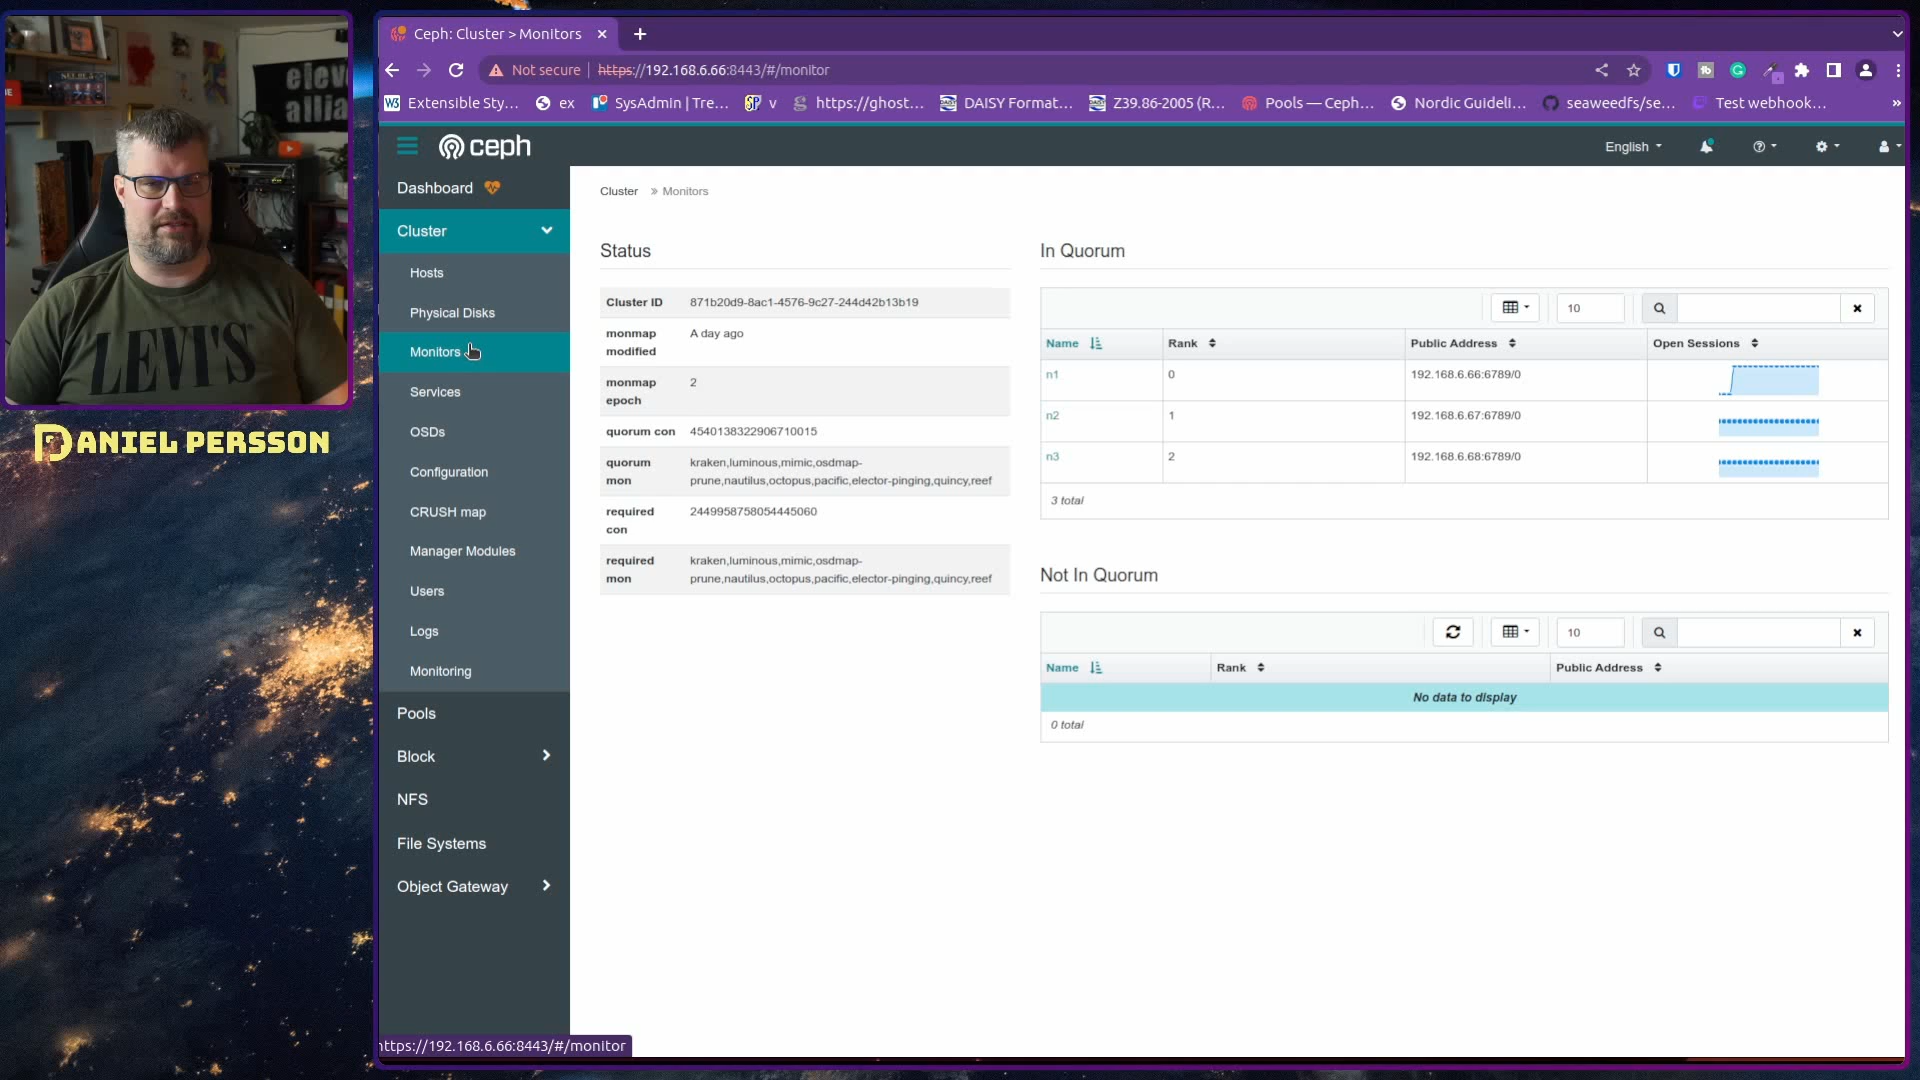 Ceph: Cluster > Monitors
Not secure
https://192.168.6.66:8443/#/monitor
Extensible Sty...
ex
SysAdmin | Tre...
v
https://ghost...
DAISY Format...
Z39.86-2005 (R...
Pools — Ceph...
Nordic Guideli...
seaweedfs/se...
Test webhook...
»
ceph
English
Dashboard
Cluster
Hosts
Physical Disks
Monitors
Services
OSDs
Configuration
CRUSH map
Manager Modules
Users
Logs
Monitoring
Pools
Block
NFS
File Systems
Object Gateway
Cluster » Monitors
Status
Cluster ID 871b20d9-8ac1-4576-9c27-244d42b13b19
monmap modified A day ago
monmap epoch 2
quorum con 4540138322906710015
quorum mon kraken,luminous,mimic,osdmap-
prune,nautilus,octopus,pacific,elector-pinging,quincy,reef
required con 2449958758054445060
required mon kraken,luminous,mimic,osdmap-
prune,nautilus,octopus,pacific,elector-pinging,quincy,reef
In Quorum
10
Name Rank Public Address Open Sessions
n1 0 192.168.6.66:6789/0
n2 1 192.168.6.67:6789/0
n3 2 192.168.6.68:6789/0
3 total
Not In Quorum
10
Name Rank Public Address
No data to display
0 total
https://192.168.6.66:8443/#/monitor
LEVI'S
DANIEL PERSSON